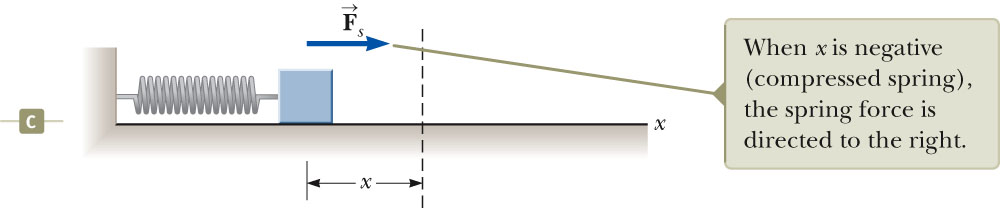 F⃗s
When x is negative
(compressed spring),
the spring force is
directed to the right.
C
x
x